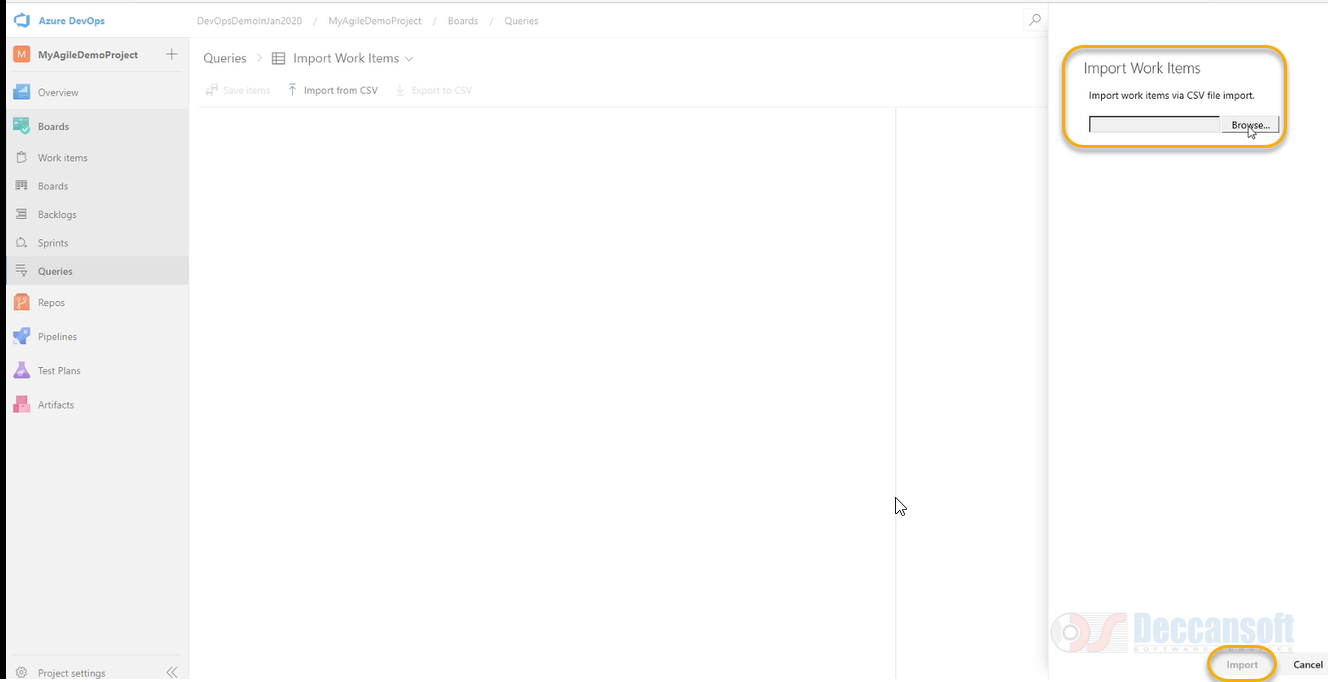 Azure DevOps
DevOpsDemoInJan2020 / MyAgileDemoProject / Boards / Queries
M MyAgileDemoProject
Queries > Import Work Items
Save items Import from CSV Export to CSV
Overview
Boards
Work items
Boards
Backlogs
Sprints
Queries
Repos
Pipelines
Test Plans
Artifacts
Project settings
Import Work Items
Import work items via CSV file import.
Browse...
Deccansoft
SOFTWARE SERVICES
Import Cancel